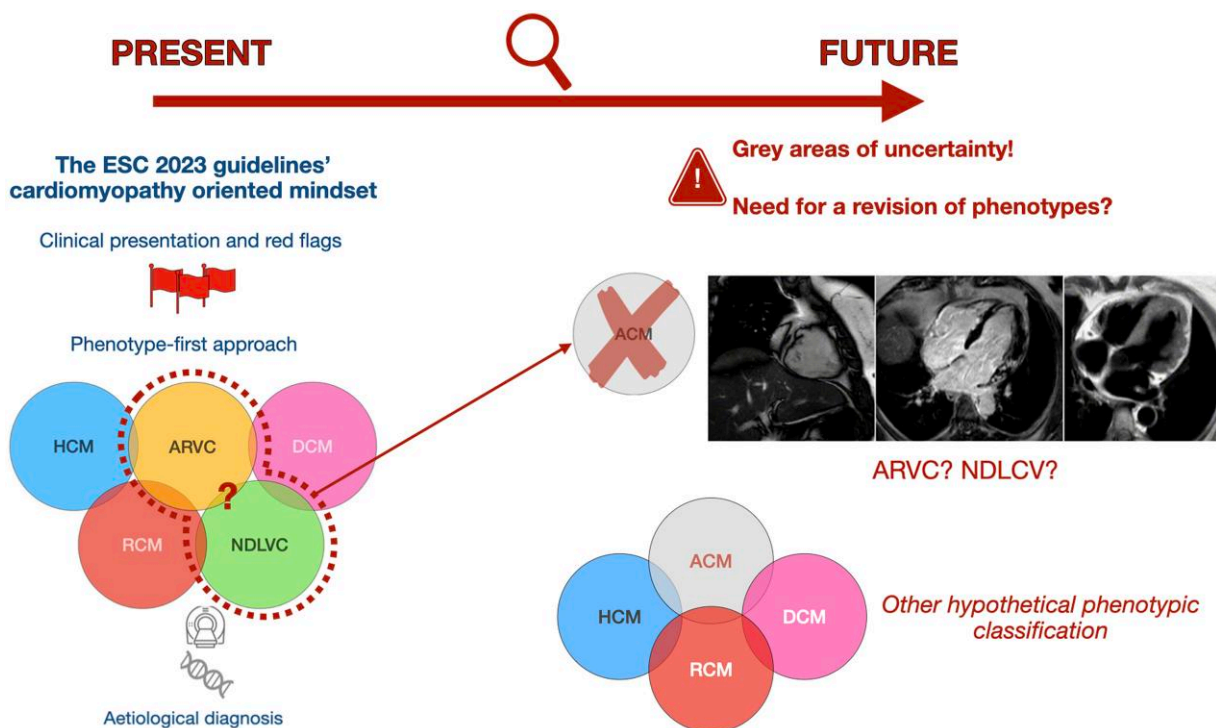 PRESENT
FUTURE
The ESC 2023 guidelines'
cardiomyopathy oriented mindset
Clinical presentation and red flags
Phenotype-first approach
HCM
ARVC
DCM
?
RCM
NDLVC
Aetiological diagnosis
!
Grey areas of uncertainty!
Need for a revision of phenotypes?
ACM
ARVC? NDLCV?
ACM
HCM
DCM
RCM
Other hypothetical phenotypic
classification